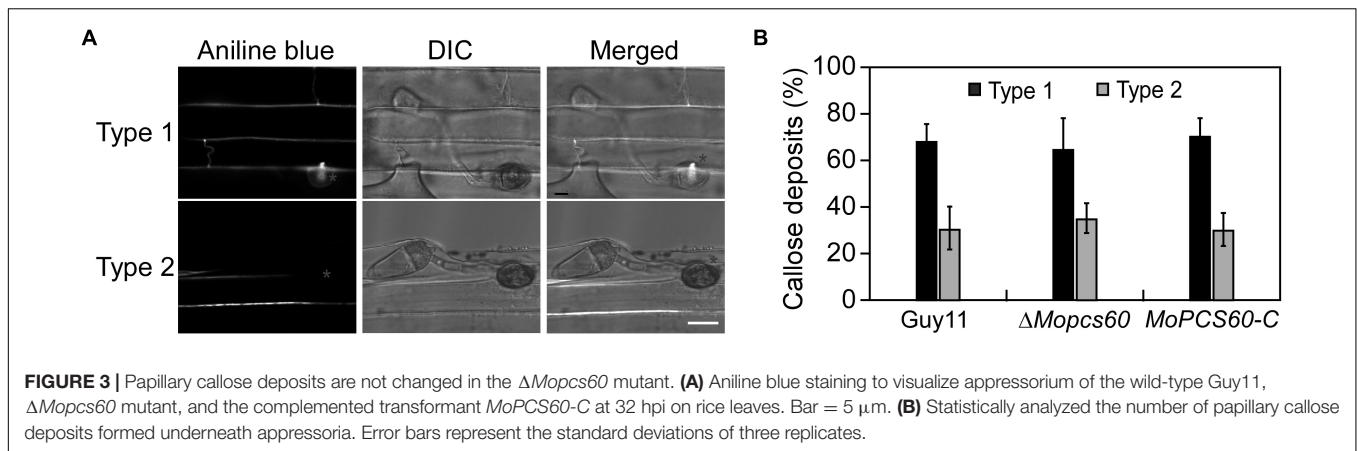 A
Aniline blue DIC Merged
Type 1
*
*
Type 2
*
*
B
Callose deposits (%)
100
80
60
40
20
0
Type 1 Type 2
Guy11 ΔMopcs60 MoPCS60-C
FIGURE 3 | Papillary callose deposits are not changed in the ΔMopcs60 mutant. (A) Aniline blue staining to visualize appressorium of the wild-type Guy11,
ΔMopcs60 mutant, and the complemented transformant MoPCS60-C at 32 hpi on rice leaves. Bar = 5 μm. (B) Statistically analyzed the number of papillary callose
deposits formed underneath appressoria. Error bars represent the standard deviations of three replicates.